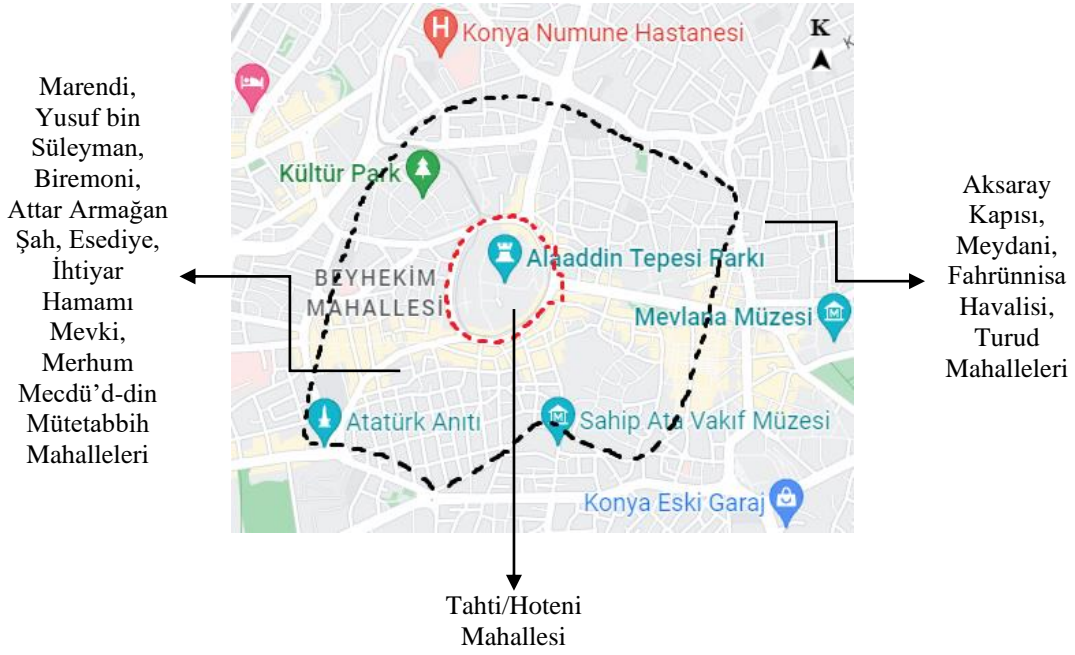 Marendi,
Yusuf bin
Süleyman,
Biremoni,
Attar Armağan
Şah, Esediye,
İhtiyar
Hamamı
Mevki,
Merhum
Mecdü’d-din
Mütetabbih
Mahalleleri
H Konya Numune Hastanesi
K
K
Kültür Park
Alaaddin Tepesi Parkı
BEYHEKİM
MAHALLESİ
Mevlana Müzesi
Atatürk Anıtı
Sahip Ata Vakıf Müzesi
Konya Eski Garaj
Aksaray
Kapısı,
Meydani,
Fahrünnisa
Havalisi,
Turud
Mahalleleri
Tahti/Hoteni
Mahallesi